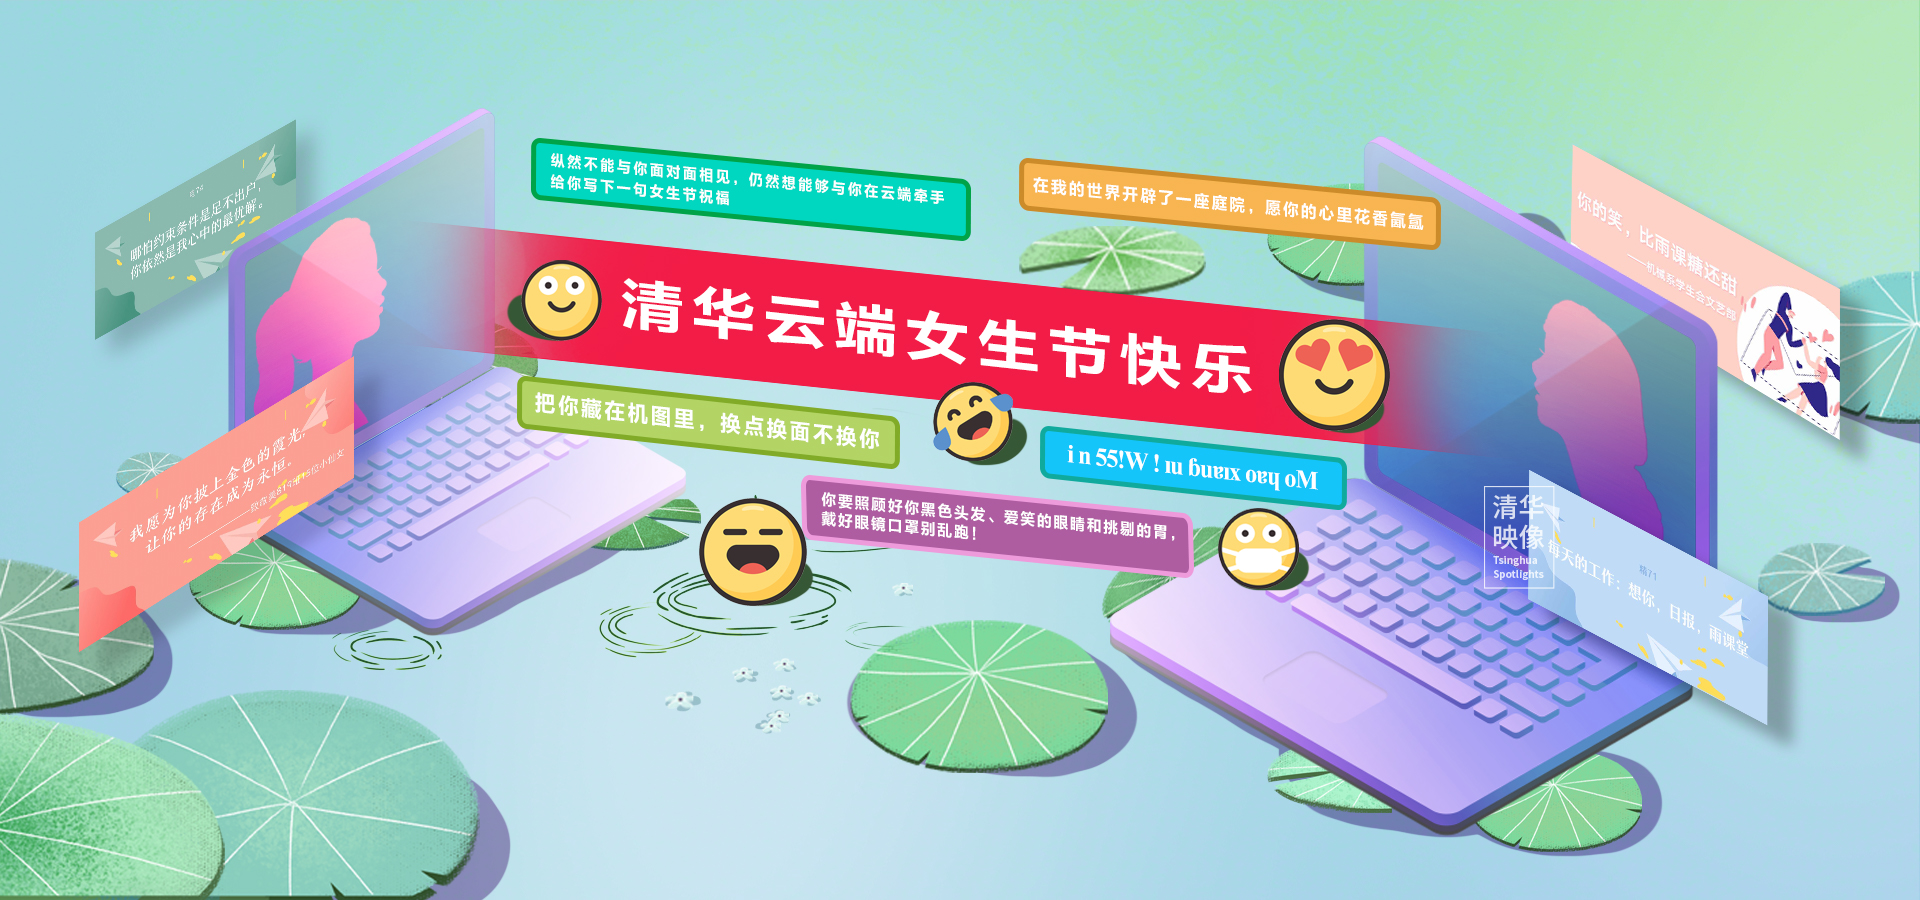 纵然不能与你面对面相见，仍然想能够与你在云端牵手
给你写下一句女生节祝福
在我的世界开辟了一座庭院，愿你的心里花香氤氲
清华云端女生节快乐
把你藏在机图里，换点换面不换你
i n 55!W ! ıu ƃuɐıx oɐɥ oM
你要照顾好你黑色头发、爱笑的眼睛和挑剔的胃，
戴好眼镜口罩别乱跑！
哪怕约束条件是足不出户，
你依然是我心中的最优解。
我愿为你披上金色的霞光，
让你的存在成为永恒。
你的笑，比雨课糖还甜
——机械系学生会文艺部
清华
映像
Tsinghua
Spotlights
精71
每天的工作：想你，日报，雨课堂